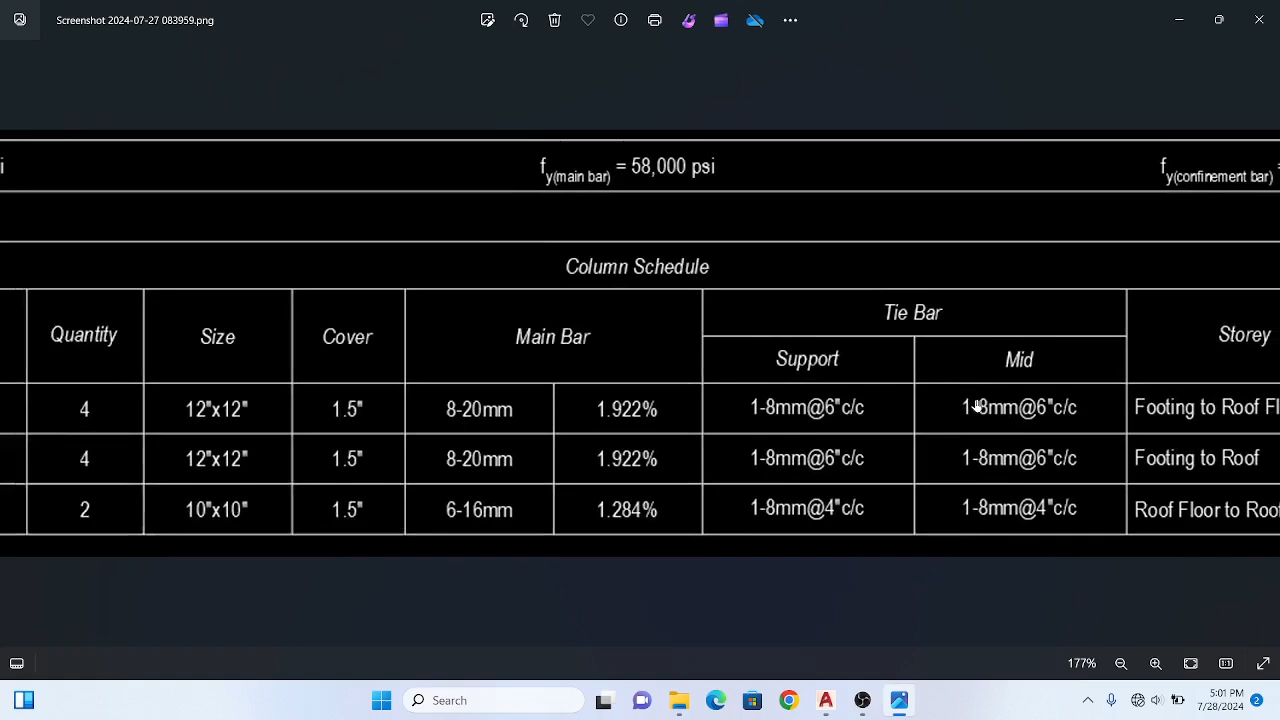 Screenshot 2024-07-27 083959.png
i
fy(main bar) = 58,000 psi
fy(confinement bar) =
Column Schedule
Quantity
Size
Cover
Main Bar
Tie Bar
Support
Mid
Storey
4 12"x12" 1.5" 8-20mm 1.922% 1-8mm@6"c/c 1-8mm@6"c/c Footing to Roof Fl
4 12"x12" 1.5" 8-20mm 1.922% 1-8mm@6"c/c 1-8mm@6"c/c Footing to Roof
2 10"x10" 1.5" 6-16mm 1.284% 1-8mm@4"c/c 1-8mm@4"c/c Roof Floor to Roo
177%
Search
5:01 PM
7/28/2024
2